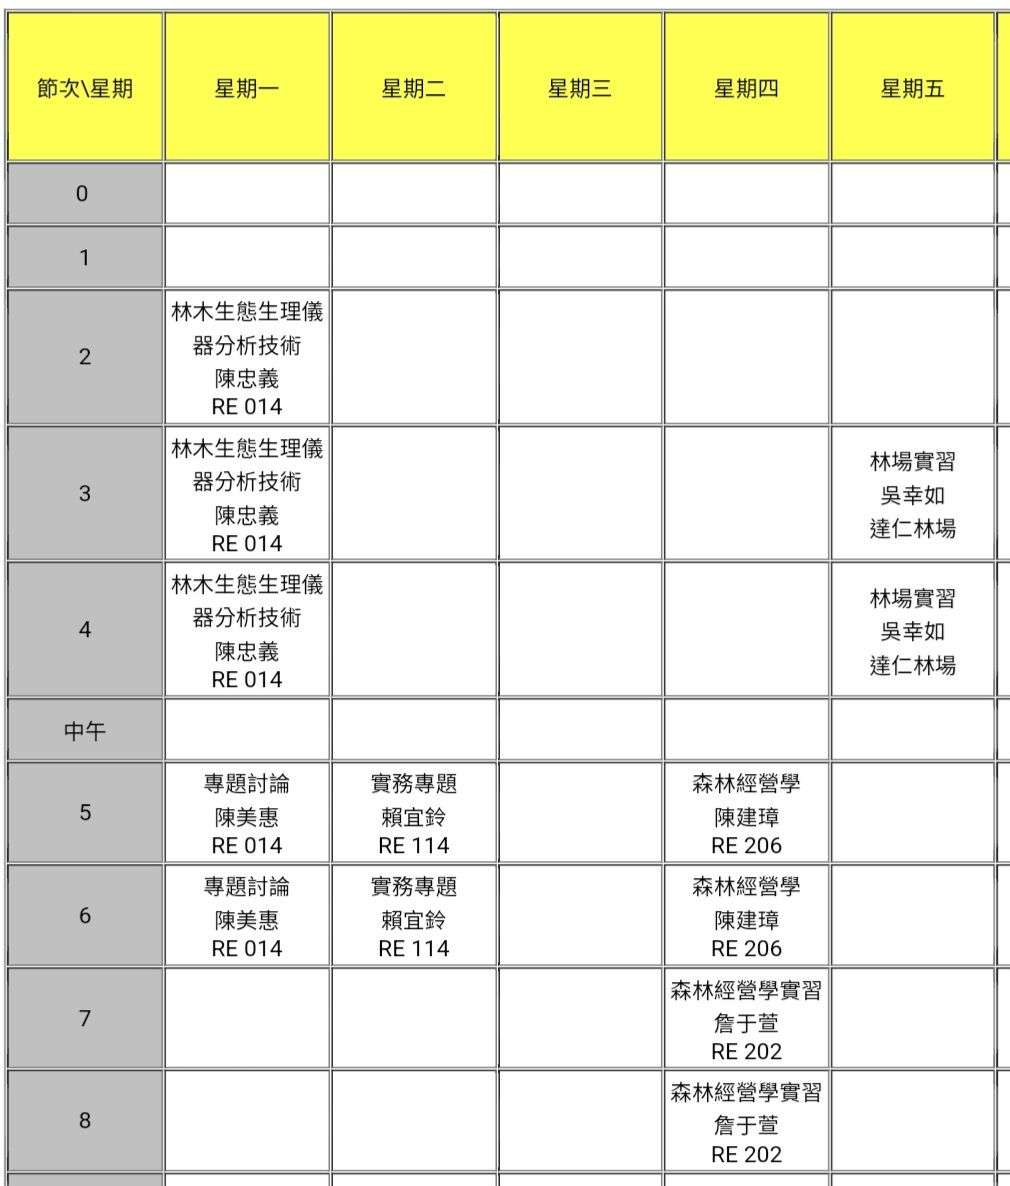 節次\星期 星期一 星期二 星期三 星期四 星期五
0
1
2
林木生態生理儀
器分析技術
陳忠義
RE 014
3
林木生態生理儀
器分析技術
陳忠義
RE 014
林場實習
吳幸如
達仁林場
4
林木生態生理儀
器分析技術
陳忠義
RE 014
林場實習
吳幸如
達仁林場
中午
5
專題討論
陳美惠
RE 014
實務專題
賴宜鈴
RE 114
森林經營學
陳建璋
RE 206
6
專題討論
陳美惠
RE 014
實務專題
賴宜鈴
RE 114
森林經營學
陳建璋
RE 206
7
森林經營學實習
詹于萱
RE 202
8
森林經營學實習
詹于萱
RE 202